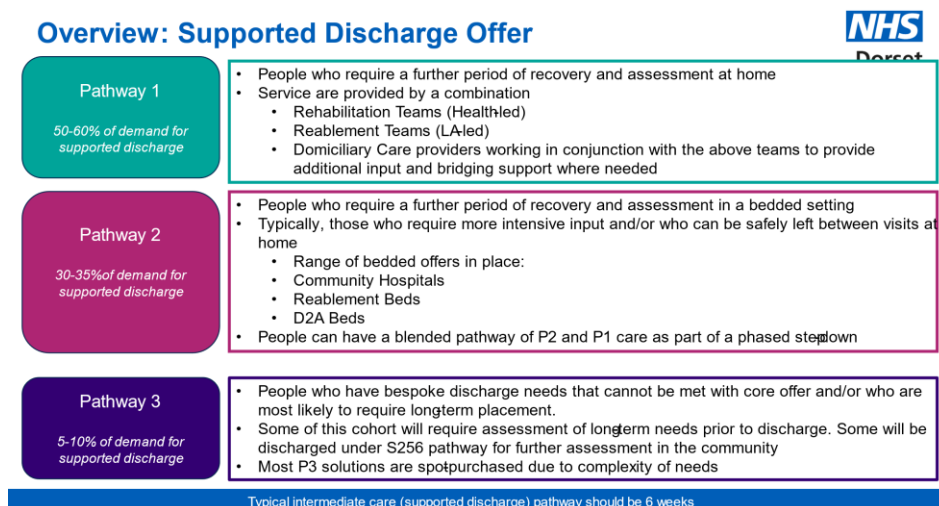 Overview: Supported Discharge Offer
NHS
Dorset
Pathway 1
50-60% of demand for
supported discharge
• People who require a further period of recovery and assessment at home
• Service are provided by a combination
• Rehabilitation Teams (Health-led)
• Reablement Teams (LA-led)
• Domiciliary Care providers working in conjunction with the above teams to provide
additional input and bridging support where needed
Pathway 2
30-35%of demand for
supported discharge
• People who require a further period of recovery and assessment in a bedded setting
• Typically, those who require more intensive input and/or who can be safely left between visits at
home
• Range of bedded offers in place:
• Community Hospitals
• Reablement Beds
• D2A Beds
• People can have a blended pathway of P2 and P1 care as part of a phased step-down
Pathway 3
5-10% of demand for
supported discharge
• People who have bespoke discharge needs that cannot be met with core offer and/or who are
most likely to require long-term placement.
• Some of this cohort will require assessment of long-term needs prior to discharge. Some will be
discharged under S256 pathway for further assessment in the community
• Most P3 solutions are spot-purchased due to complexity of needs
Typical intermediate care (supported discharge) pathway should be 6 weeks